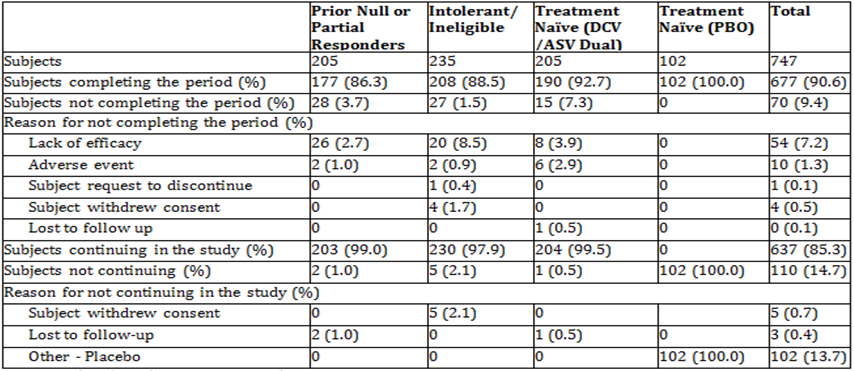 Prior Null or Partial Responders | Intolerant/ Ineligible | Treatment Naïve (DCV /ASV Dual) | Treatment Naïve (PBO) | Total
Subjects | 205 | 235 | 205 | 102 | 747
Subjects completing the period (%) | 177 (86.3) | 208 (88.5) | 190 (92.7) | 102 (100.0) | 677 (90.6)
Subjects not completing the period (%) | 28 (3.7) | 27 (1.5) | 15 (7.3) | 0 | 70 (9.4)
Reason for not completing the period (%)
Lack of efficacy | 26 (2.7) | 20 (8.5) | 8 (3.9) | 0 | 54 (7.2)
Adverse event | 2 (1.0) | 2 (0.9) | 6 (2.9) | 0 | 10 (1.3)
Subject request to discontinue | 0 | 1 (0.4) | 0 | 0 | 1 (0.1)
Subject withdrew consent | 0 | 4 (1.7) | 0 | 0 | 4 (0.5)
Lost to follow up | 0 | 0 | 1 (0.5) | 0 | 0 (0.1)
Subjects continuing in the study (%) | 203 (99.0) | 230 (97.9) | 204 (99.5) | 0 | 637 (85.3)
Subjects not continuing (%) | 2 (1.0) | 5 (2.1) | 1 (0.5) | 102 (100.0) | 110 (14.7)
Reason for not continuing in the study (%)
Subject withdrew consent | 0 | 5 (2.1) | 0 | | 5 (0.7)
Lost to follow-up | 2 (1.0) | 0 | 1 (0.5) | 0 | 3 (0.4)
Other - Placebo | 0 | 0 | 0 | 102 (100.0) | 102 (13.7)